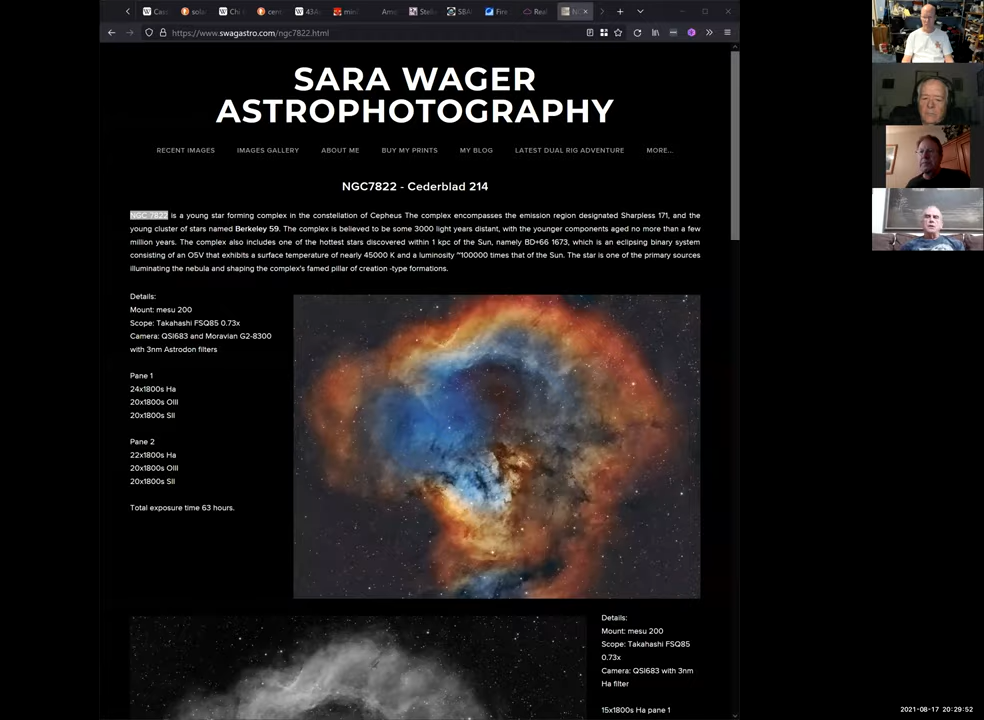 Cass
sola
Chi
cent
43A
mini
Ame
Stella
SBA
Fire
Real
https://www.swagastro.com/ngc7822.html
SARA WAGER
ASTROPHOTOGRAPHY
RECENT IMAGES IMAGES GALLERY ABOUT ME BUY MY PRINTS MY BLOG LATEST DUAL RIG ADVENTURE MORE...
NGC7822 - Cederblad 214
NGC 7822 is a young star forming complex in the constellation of Cepheus The complex encompasses the emission region designated Sharpless 171, and the
young cluster of stars named Berkeley 59. The complex is believed to be some 3000 light years distant, with the younger components aged no more than a few
million years. The complex also includes one of the hottest stars discovered within 1 kpc of the Sun, namely BD+66 1673, which is an eclipsing binary system
consisting of an O5V that exhibits a surface temperature of nearly 45000 K and a luminosity ~100000 times that of the Sun. The star is one of the primary sources
illuminating the nebula and shaping the complex's famed pillar of creation -type formations.
Details:
Mount: mesu 200
Scope: Takahashi FSQ85 0.73x
Camera: QSI683 and Moravian G2-8300
with 3nm Astrodon filters
Pane 1
24x1800s Ha
20x1800s OIII
20x1800s SII
Pane 2
22x1800s Ha
20x1800s OIII
20x1800s SII
Total exposure time 63 hours.
Details:
Mount: mesu 200
Scope: Takahashi FSQ85
0.73x
Camera: QSI683 with 3nm
Ha filter
15x1800s Ha pane 1
2021-08-17 20:29:52